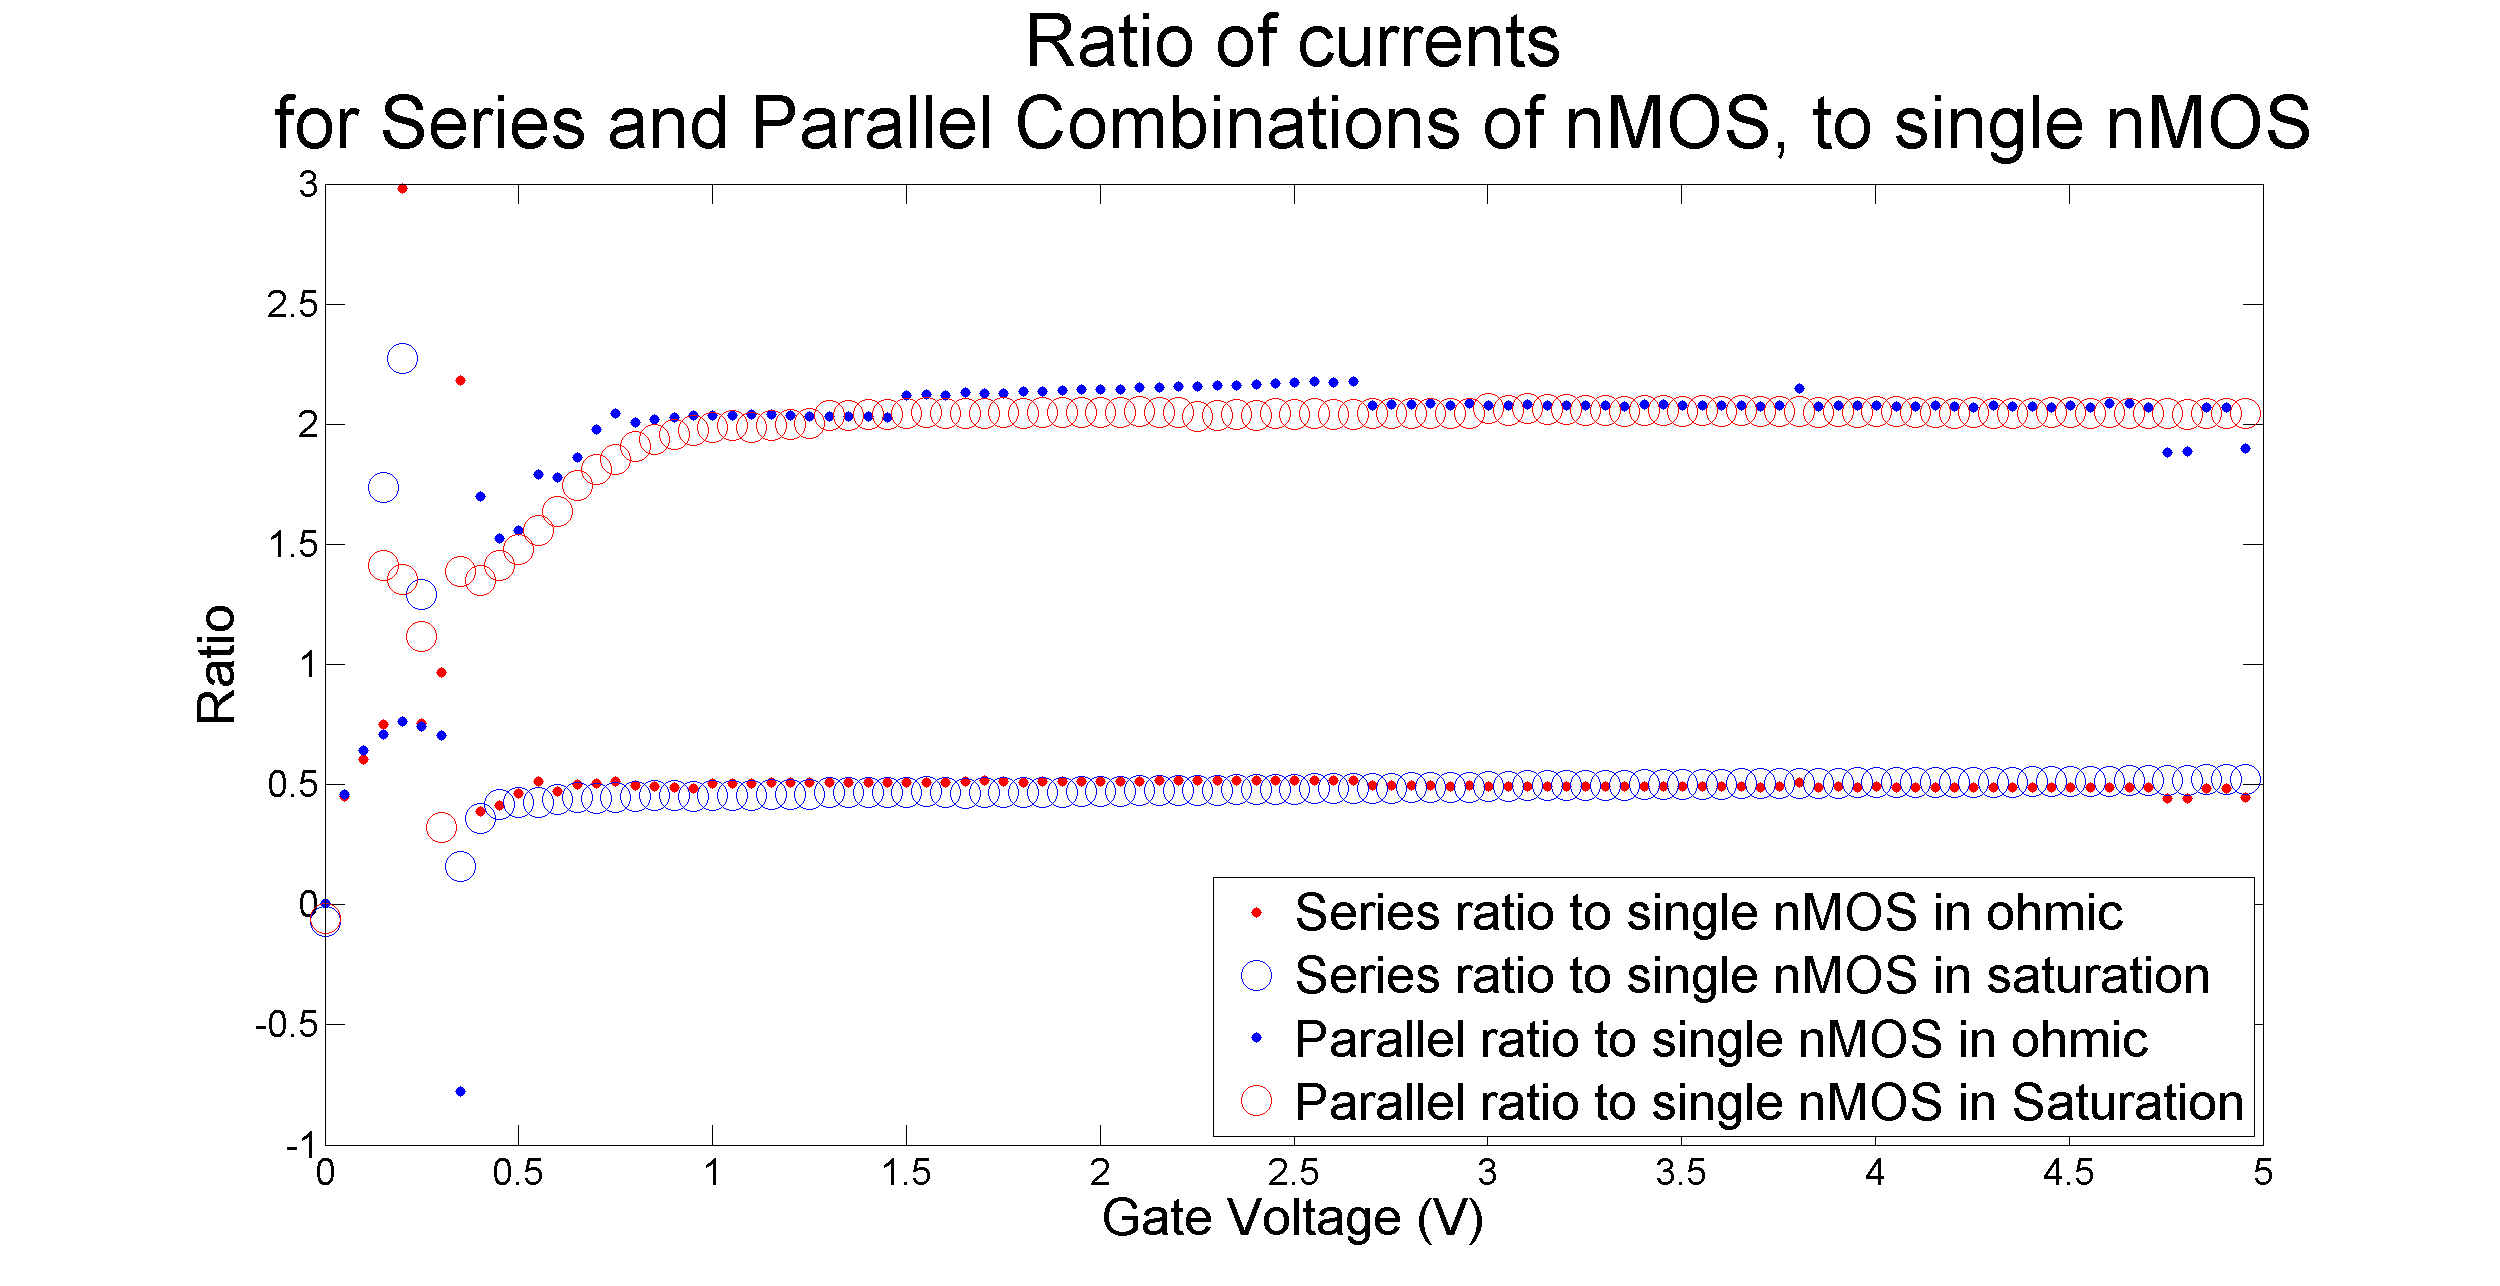 Ratio of currents
for Series and Parallel Combinations of nMOS, to single nMOS
3
2.5
2
1.5
1
0.5
0
-0.5
-1
Ratio
0 0.5 1 1.5 2 2.5 3 3.5 4 4.5 5
Gate Voltage (V)
Series ratio to single nMOS in ohmic
Series ratio to single nMOS in saturation
Parallel ratio to single nMOS in ohmic
Parallel ratio to single nMOS in Saturation